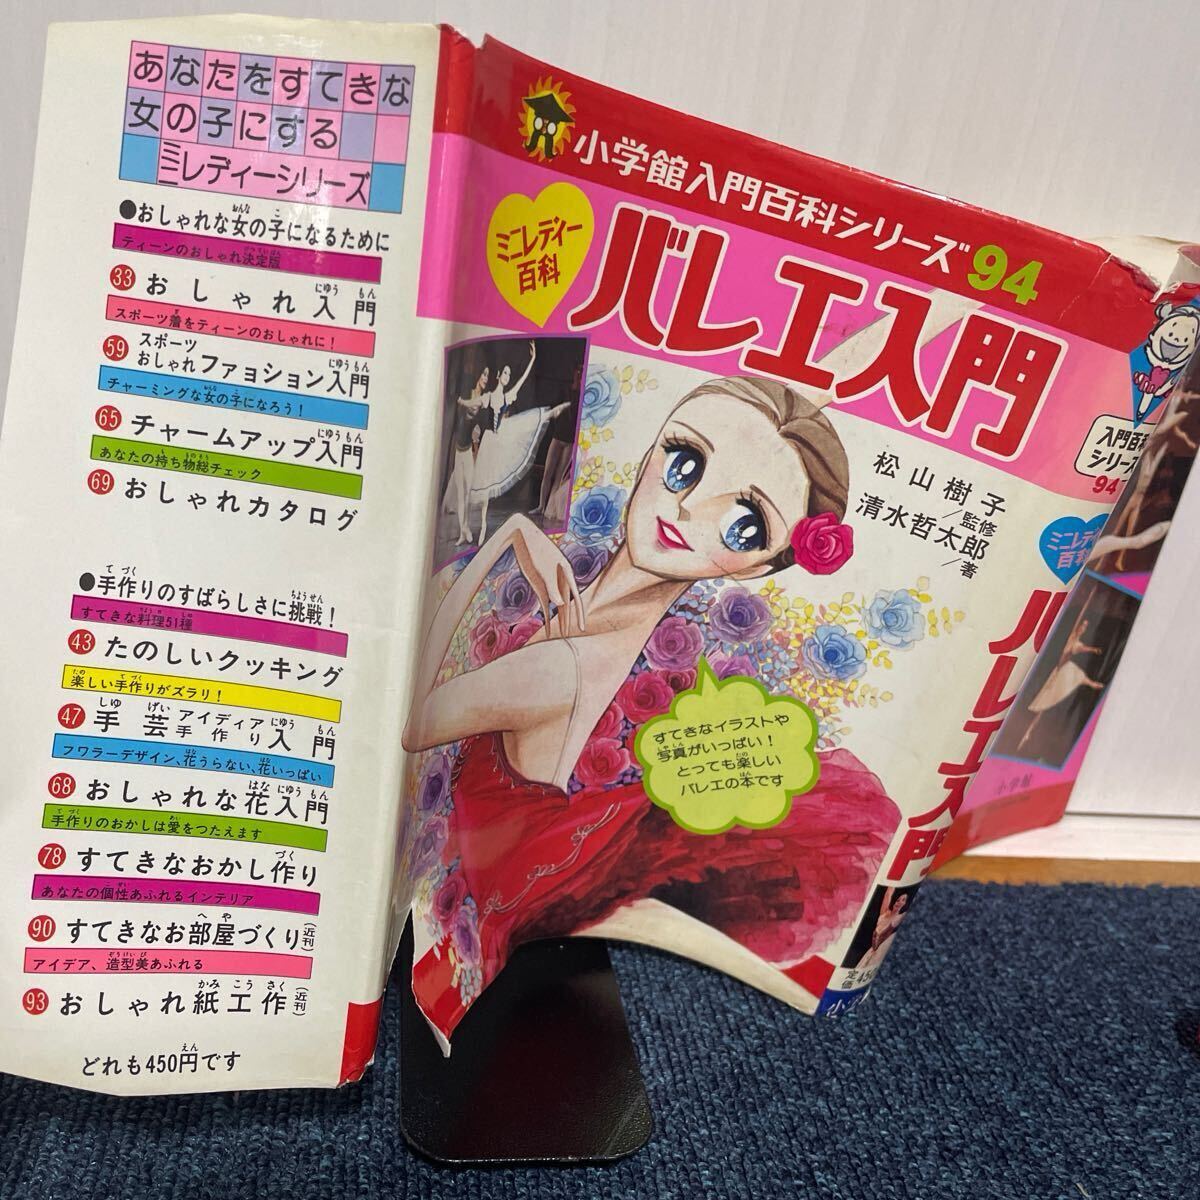 あなたをすてきな
女の子にする
ミニレディーシリーズ
●おしゃれな女の子になるために
ティーンのおしゃれ決定版
33 おしゃれ入門
スポーツ着をティーンのおしゃれに!
59 スポーツおしゃれファッション入門
チャーミングな女の子になろう!
65 チャームアップ入門
あなたの持ち物総チェック
69 おしゃれカタログ
●手作りのすばらしさに挑戦!
すてきな料理51種
43 たのしいクッキング
楽しい手作りがズラリ!
47 手芸アイディア手作り入門
フワラーデザイン、花うらない、花いっぱい
68 おしゃれな花入門
手作りのおかしは愛をつたえます
78 すてきなおかし作り
あなたの個性あふれるインテリア
90 すてきなお部屋づくり(近刊)
アイデア、造型美あふれる
93 おしゃれ紙工作(近刊)
どれも450円です
小学館入門百科シリーズ94
ミニレディー
百科
バレエ入門
松山樹子/監修
清水哲太郎/著
すてきなイラストや
写真がいっぱい!
とっても楽しい
バレエの本です
入門百科
シリーズ
94
ミニレディー
百科
バレエ入門
定価
小学館